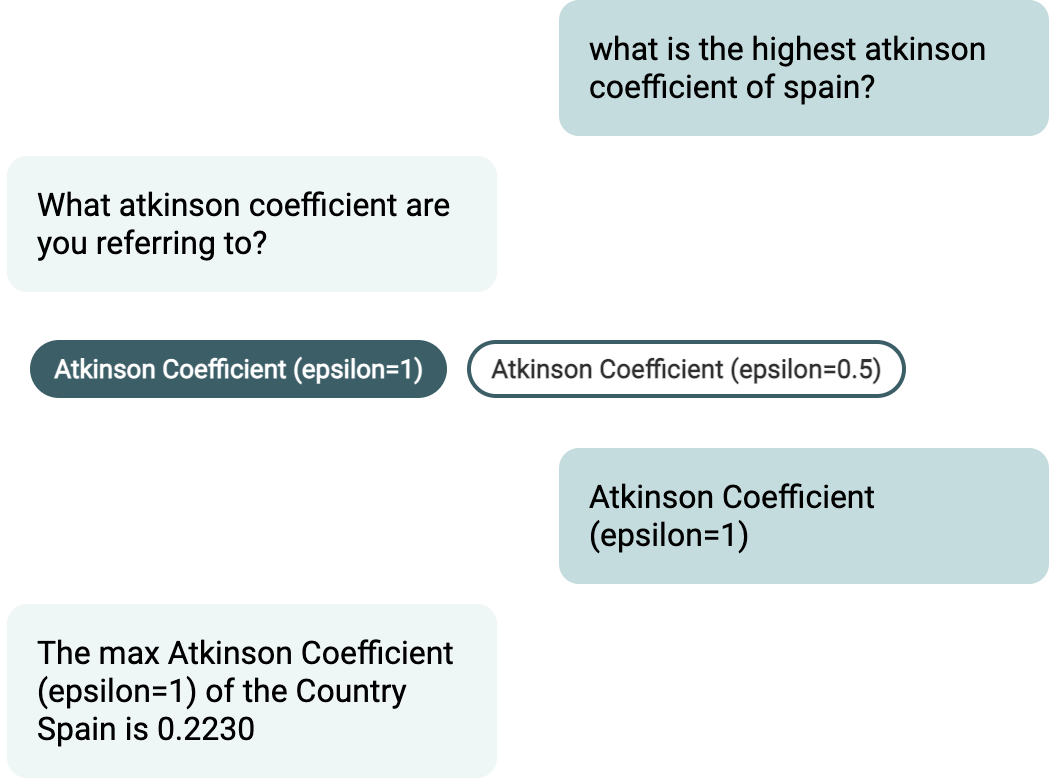 what is the highest atkinson
coefficient of spain?
What atkinson coefficient are
you referring to?
Atkinson Coefficient (epsilon=1) Atkinson Coefficient (epsilon=0.5)
Atkinson Coefficient
(epsilon=1)
The max Atkinson Coefficient
(epsilon=1) of the Country
Spain is 0.2230